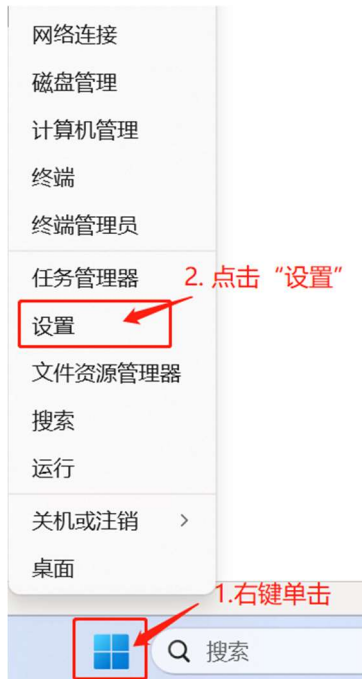 网络连接
磁盘管理
计算机管理
终端
终端管理员
任务管理器
2. 点击“设置”
设置
文件资源管理器
搜索
运行
关机或注销
桌面
1.右键单击
搜索